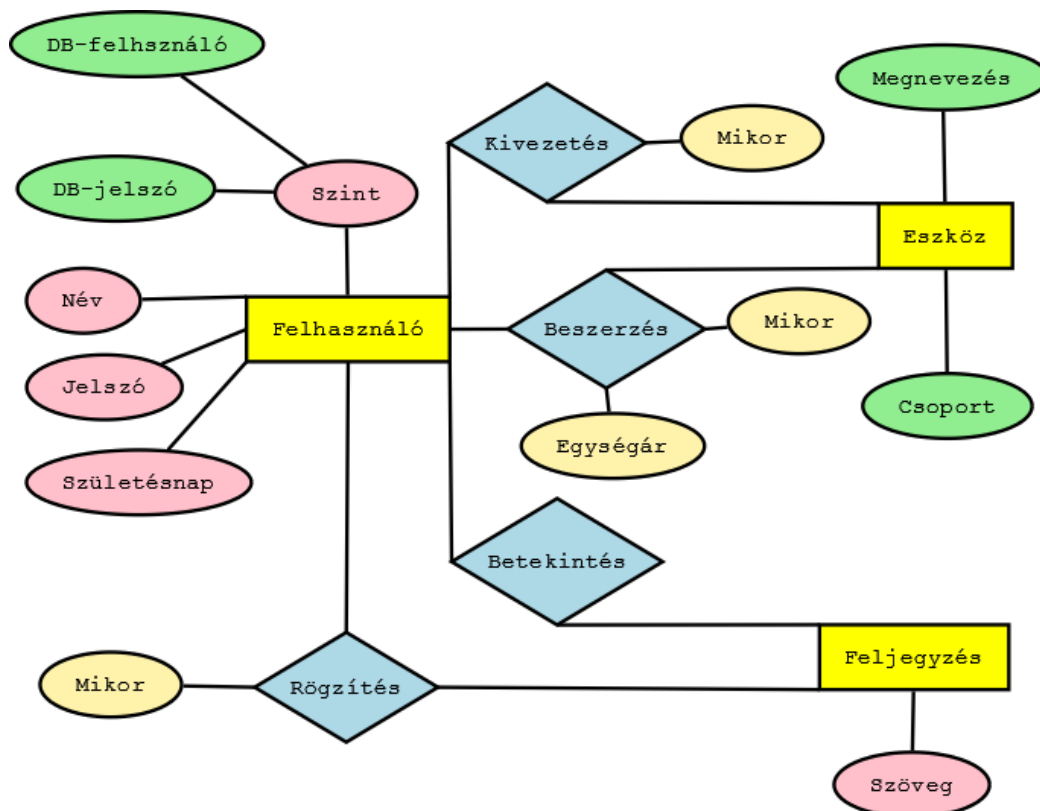 DB-felhsználó
Megnevezés
Kivezetés
Mikor
DB-jelszó
Szint
Eszköz
Név
Felhasználó
Beszerzés
Mikor
Jelszó
Csoport
Egységár
Születésnap
Betekintés
Feljegyzés
Mikor
Rögzítés
Szöveg